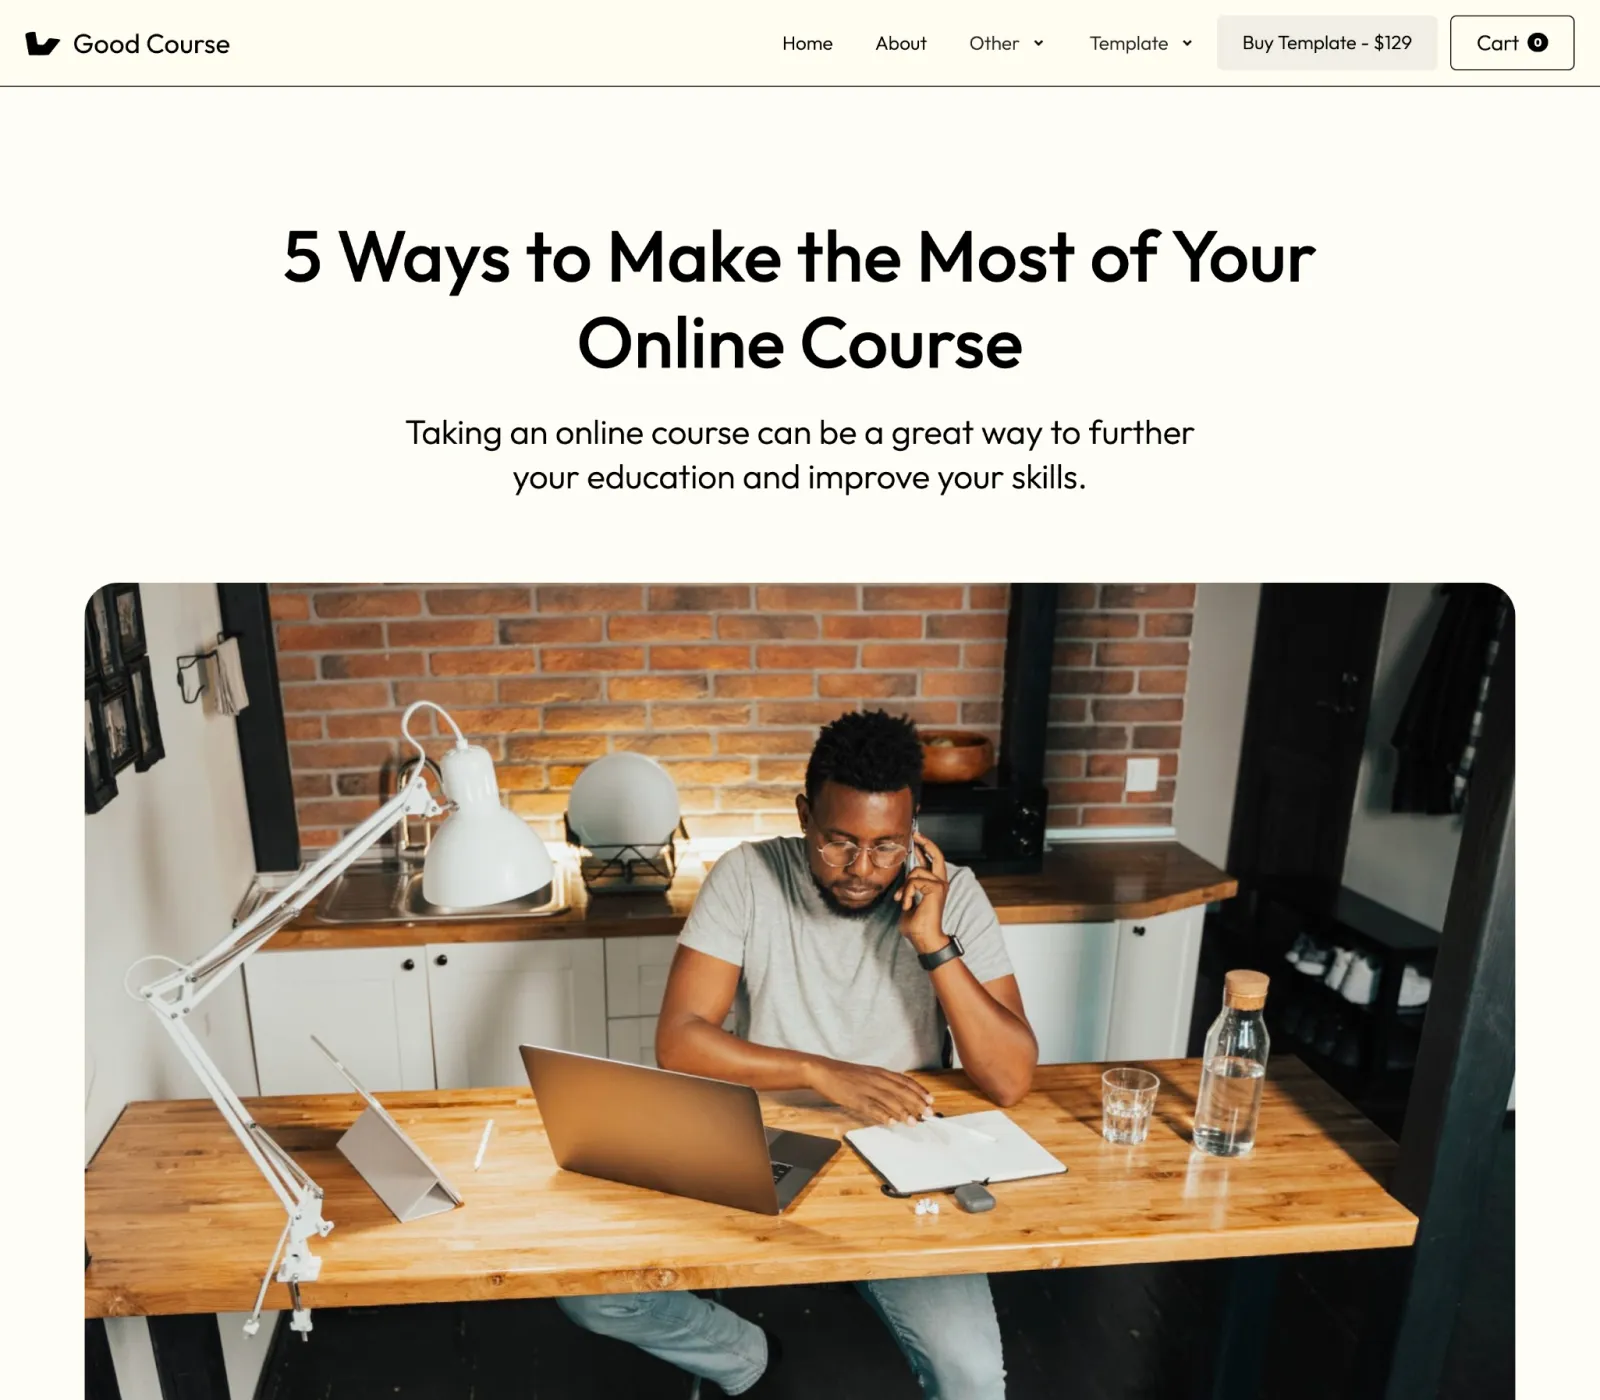 Good Course
Home
About
Other
Template
Buy Template - $129
Cart 0
5 Ways to Make the Most of Your
Online Course
Taking an online course can be a great way to further
your education and improve your skills.